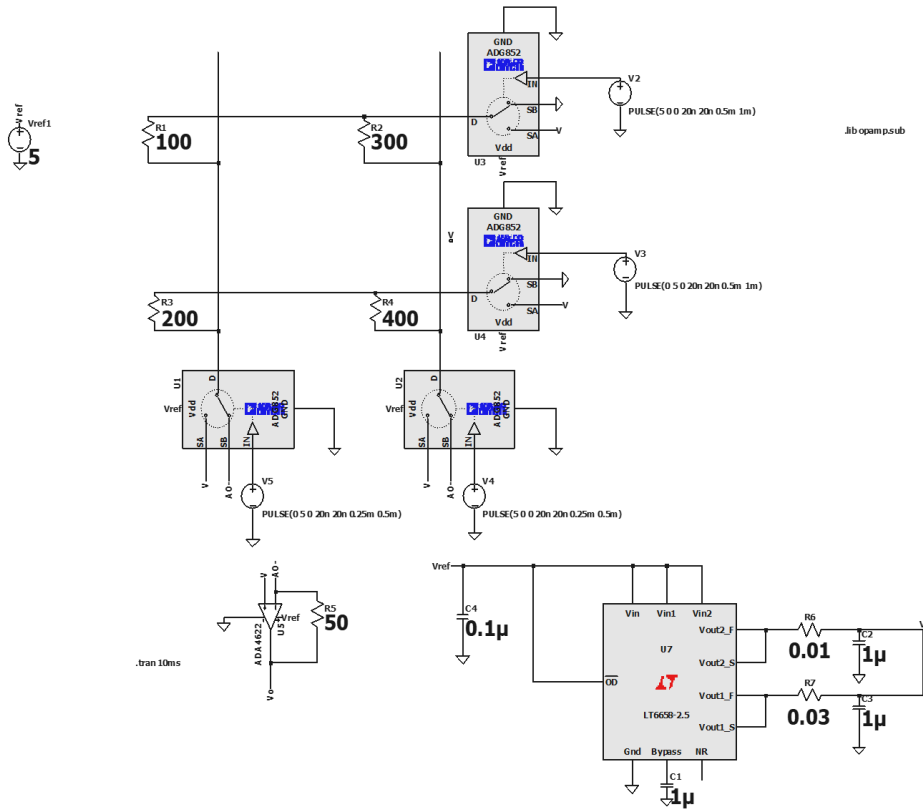 GND
ADG852
IN
SB
D
SA
Vdd
U3
Vref
V
V2
PULSE(5 0 0 20n 20n 0.5m 1m)
.lib opamp.sub
Vref
Vref1
5
R1
100
R2
300
GND
ADG852
IN
SB
D
SA
Vdd
U4
Vref
V
V
V3
PULSE(0 5 0 20n 20n 0.5m 1m)
R3
200
R4
400
U1
D
Vref
Vdd
ADG852
GND
SA
SB
IN
V
AO-
V5
PULSE(0 5 0 20n 20n 0.25m 0.5m)
U2
D
Vref
Vdd
ADG852
GND
SA
SB
IN
V
AO-
V4
PULSE(5 0 0 20n 20n 0.25m 0.5m)
V
AO-
Vref
U5
ADA4622
R5
50
Vo
.tran 10ms
Vref
C4
0.1µ
Vin Vin1 Vin2
Vout2_F
U7
Vout2_S
OD
Vout1_F
LT6658-2.5
Vout1_S
Gnd Bypass NR
C1
1µ
R6
0.01
C2
1µ
R7
0.03
C3
1µ